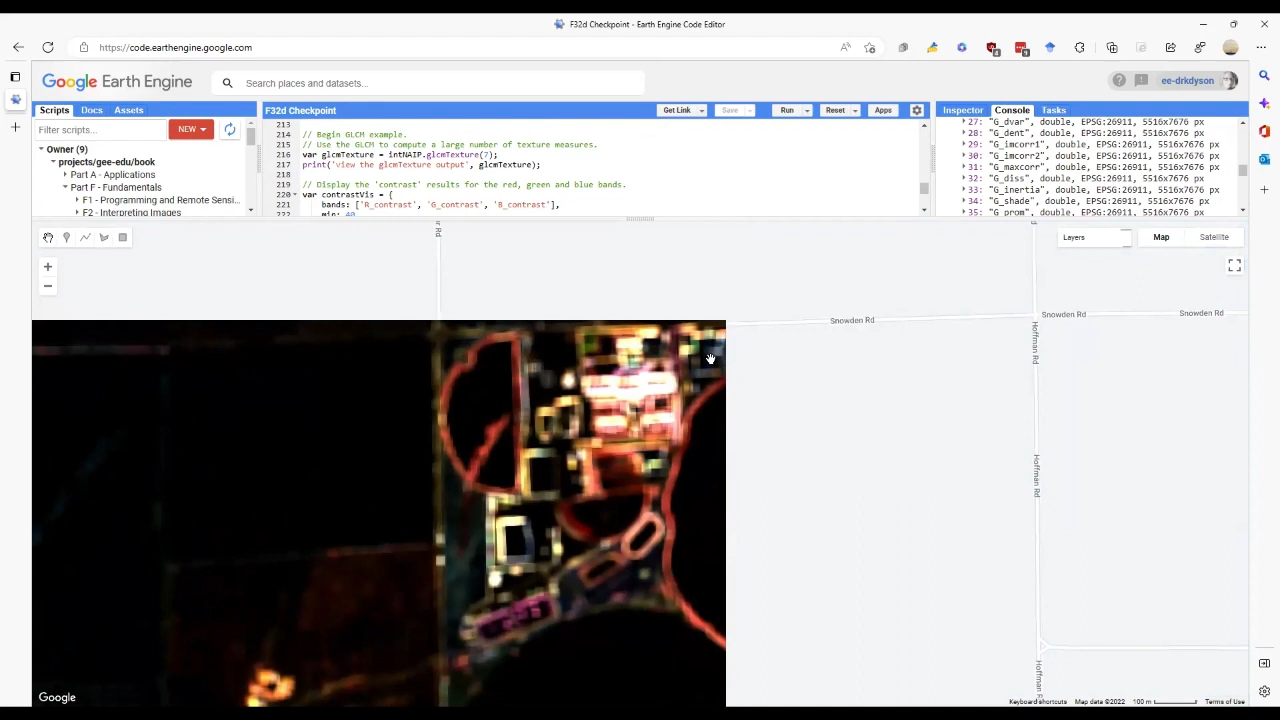 F32d Checkpoint - Earth Engine Code Editor
https://code.earthengine.google.com
4
9
Google Earth Engine
Search places and datasets...
ee-drkdyson
Scripts Docs Assets
F32d Checkpoint
Get Link Save Run Reset Apps
Inspector Console Tasks
Filter scripts...
NEW
Owner (9)
projects/gee-edu/book
Part A - Applications
Part F - Fundamentals
F1 - Programming and Remote Sensi...
F2 - Interpreting Images
213
214 // Begin GLCM example.
215 // Use the GLCM to compute a large number of texture measures.
216 var glcmTexture = intNAIP.glcmTexture(7);
217 print('view the glcmTexture output', glcmTexture);
218
219 // Display the 'contrast' results for the red, green and blue bands.
220 var contrastVis = {
221 bands: ['R_contrast', 'G_contrast', 'B_contrast'],
222 min: 40
27: "G_dvar", double, EPSG:26911, 5516x7676 px
28: "G_dent", double, EPSG:26911, 5516x7676 px
29: "G_imcorr1", double, EPSG:26911, 5516x7676 px
30: "G_imcorr2", double, EPSG:26911, 5516x7676 px
31: "G_maxcorr", double, EPSG:26911, 5516x7676 px
32: "G_diss", double, EPSG:26911, 5516x7676 px
33: "G_inertia", double, EPSG:26911, 5516x7676 px
34: "G_shade", double, EPSG:26911, 5516x7676 px
35: "G_prom", double, EPSG:26911, 5516x7676 px
Layers
Map Satellite
Rd
Snowden Rd
Snowden Rd
Snowden Rd
Hoffman Rd
Hoffman Rd
Hoffman
Google
Keyboard shortcuts Map data ©2022 100 m Terms of Use